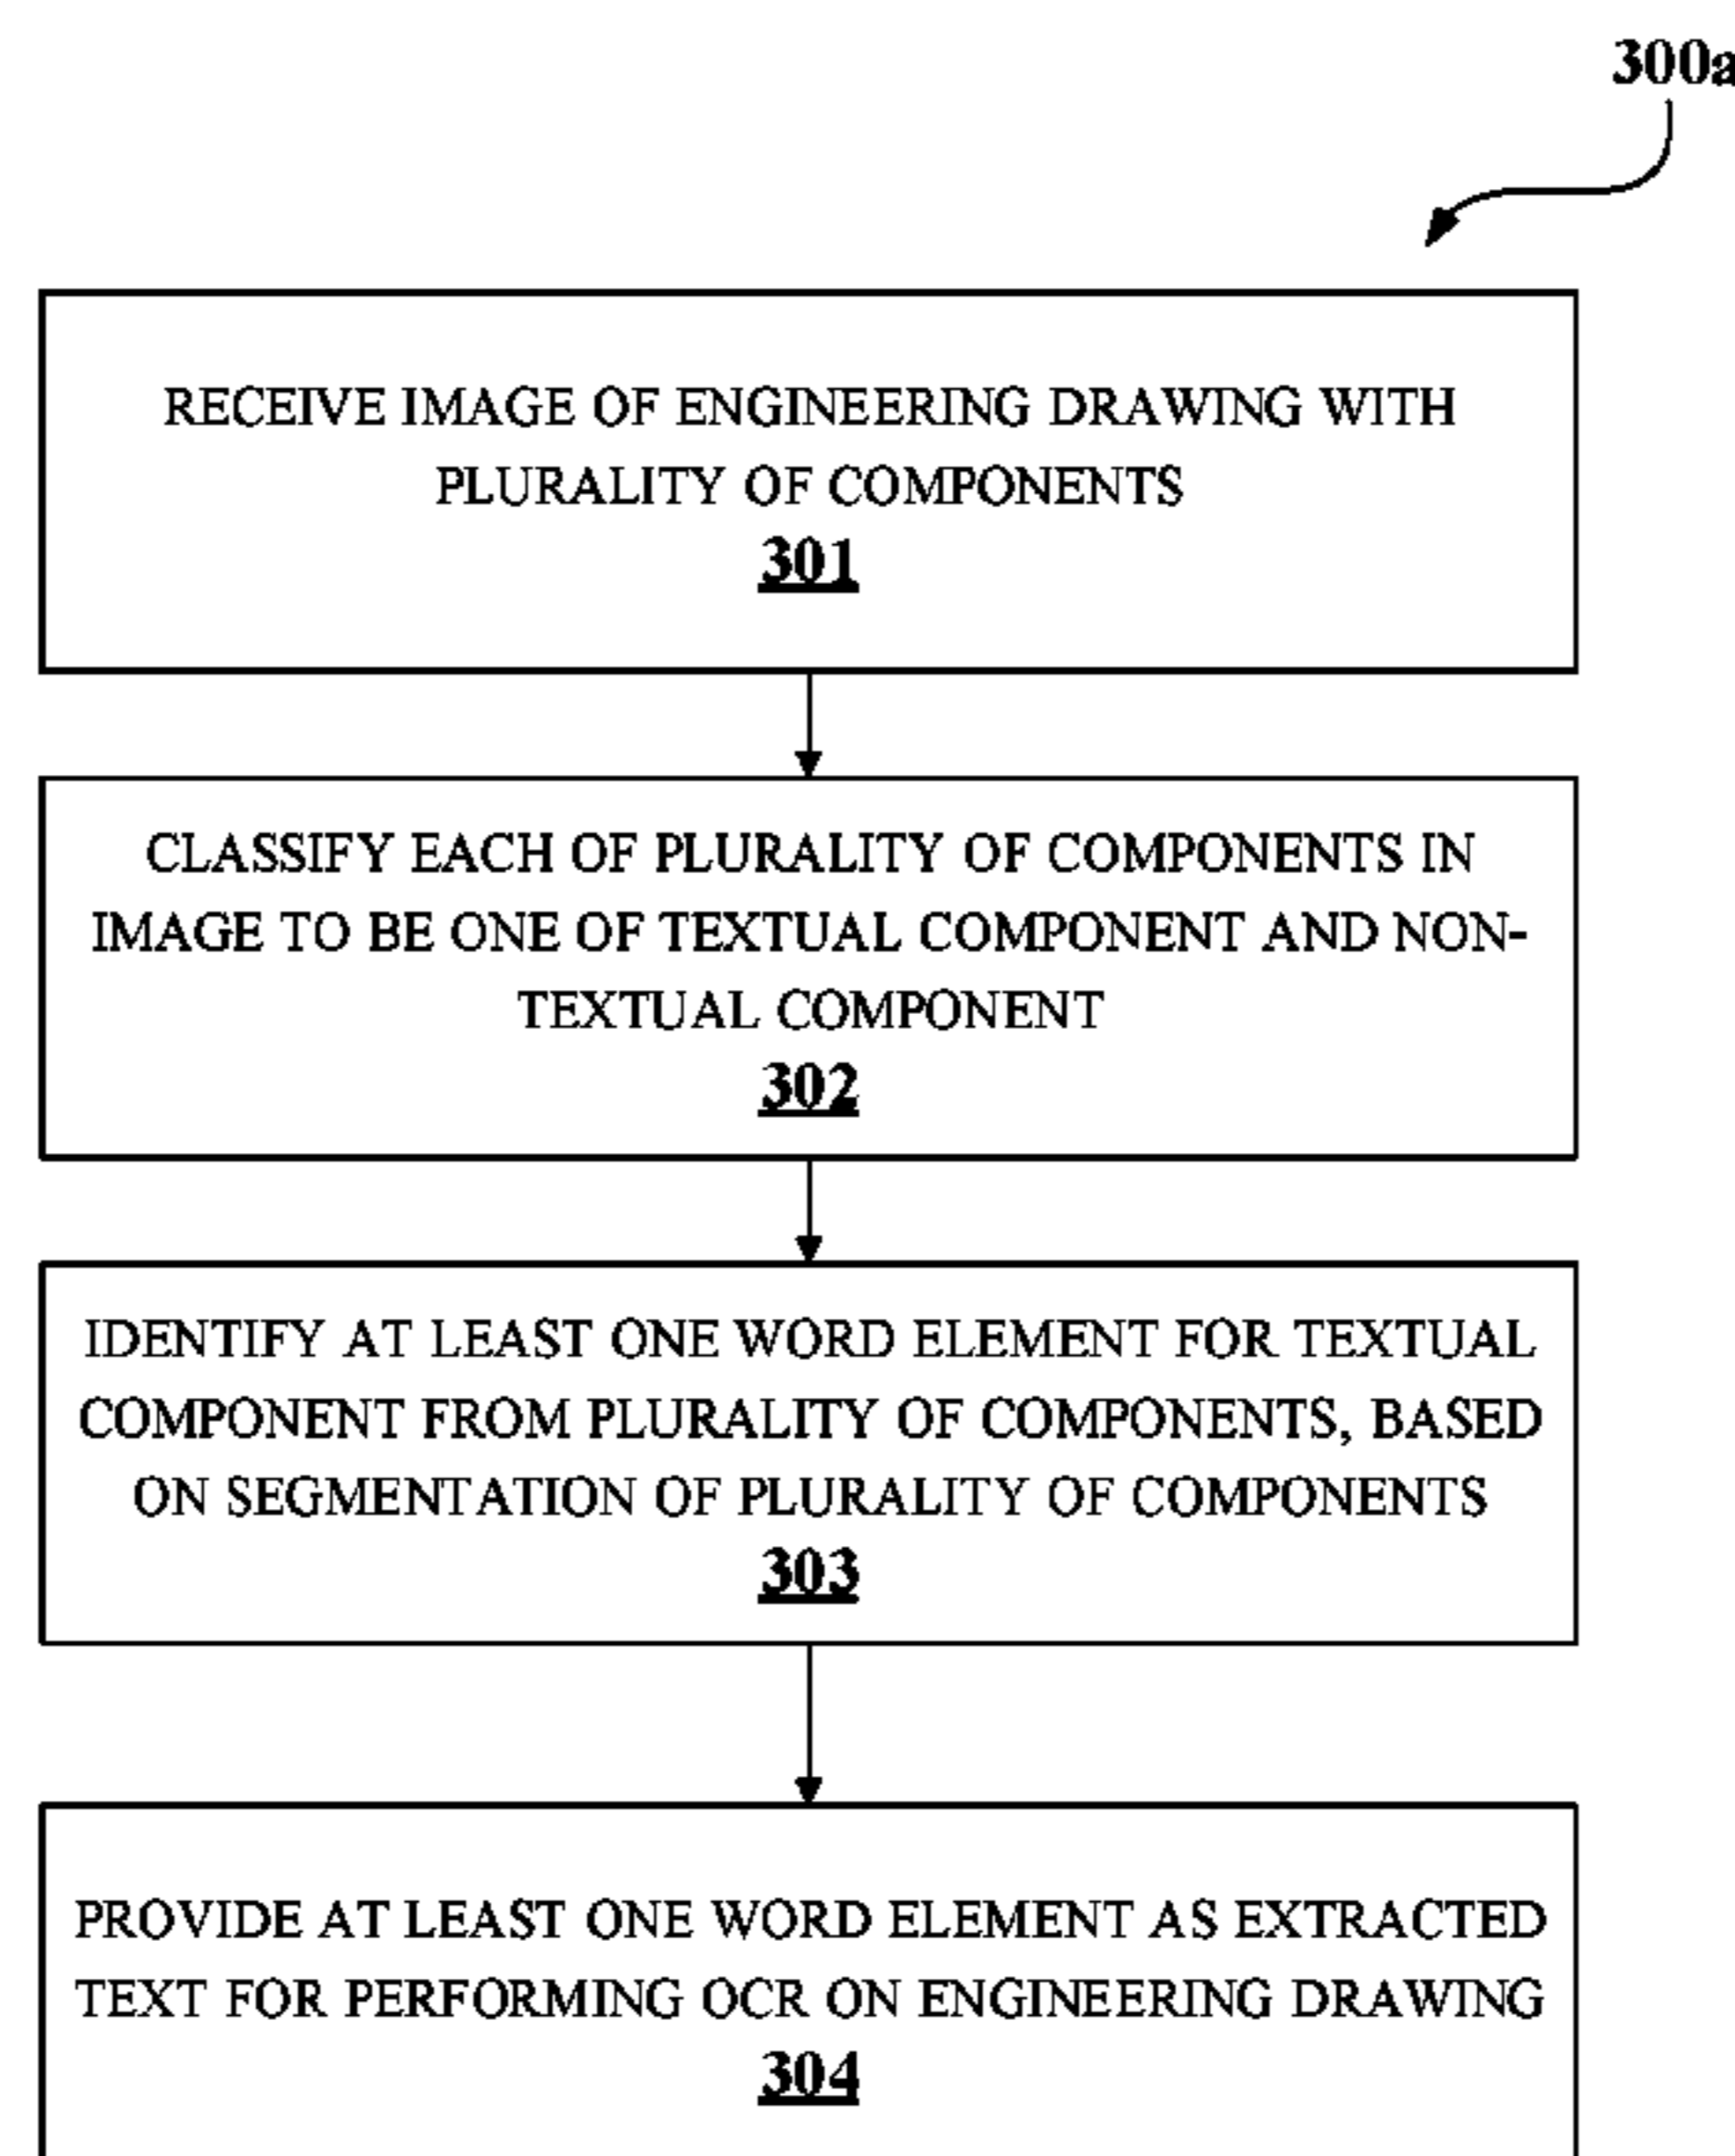 300a
RECEIVE IMAGE OF ENGINEERING DRAWING WITH
PLURALITY OF COMPONENTS
301
CLASSIFY EACH OF PLURALITY OF COMPONENTS IN
IMAGE TO BE ONE OF TEXTUAL COMPONENT AND NON-
TEXTUAL COMPONENT
302
IDENTIFY AT LEAST ONE WORD ELEMENT FOR TEXTUAL
COMPONENT FROM PLURALITY OF COMPONENTS, BASED
ON SEGMENTATION OF PLURALITY OF COMPONENTS
303
PROVIDE AT LEAST ONE WORD ELEMENT AS EXTRACTED
TEXT FOR PERFORMING OCR ON ENGINEERING DRAWING
304